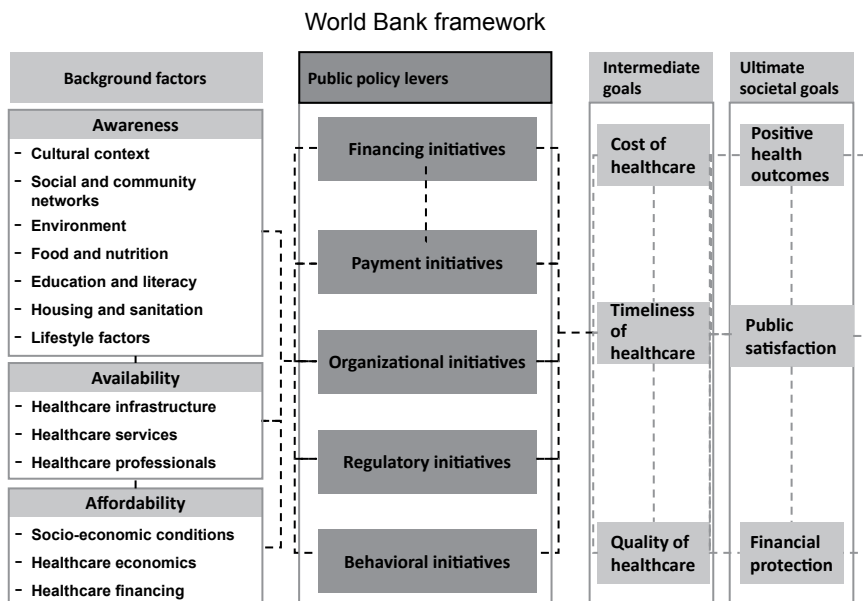 World Bank framework
Background factors
Awareness
- Cultural context
- Social and community
networks
- Environment
- Food and nutrition
- Education and literacy
- Housing and sanitation
- Lifestyle factors
Availability
- Healthcare infrastructure
- Healthcare services
- Healthcare professionals
Affordability
- Socio-economic conditions
- Healthcare economics
- Healthcare financing
Public policy levers
Financing initiatives
Payment initiatives
Organizational initiatives
Regulatory initiatives
Behavioral initiatives
Intermediate
goals
Cost of
healthcare
Timeliness
of
healthcare
Quality of
healthcare
Ultimate
societal goals
Positive
health
outcomes
Public
satisfaction
Financial
protection